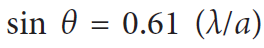 sin θ = 0.61 (λ/a)